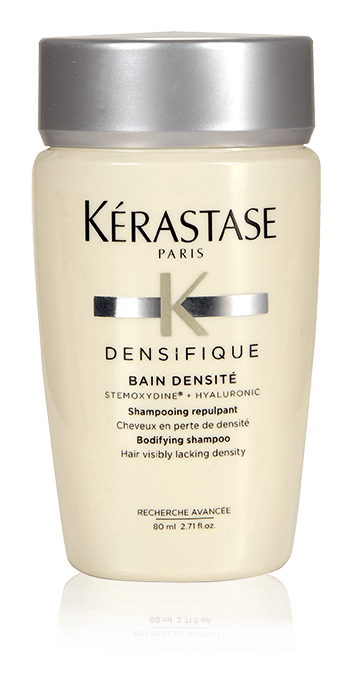 KÉRASTASE
PARIS
K
DENSIFIQUE
BAIN DENSITÉ
STEMOXYDINE® + HYALURONIC
Shampooing repulpant
Cheveux en perte de densité
Bodifying shampoo
Hair visibly lacking density
RECHERCHE AVANCÉE
80 ml 2.71 fl.oz.